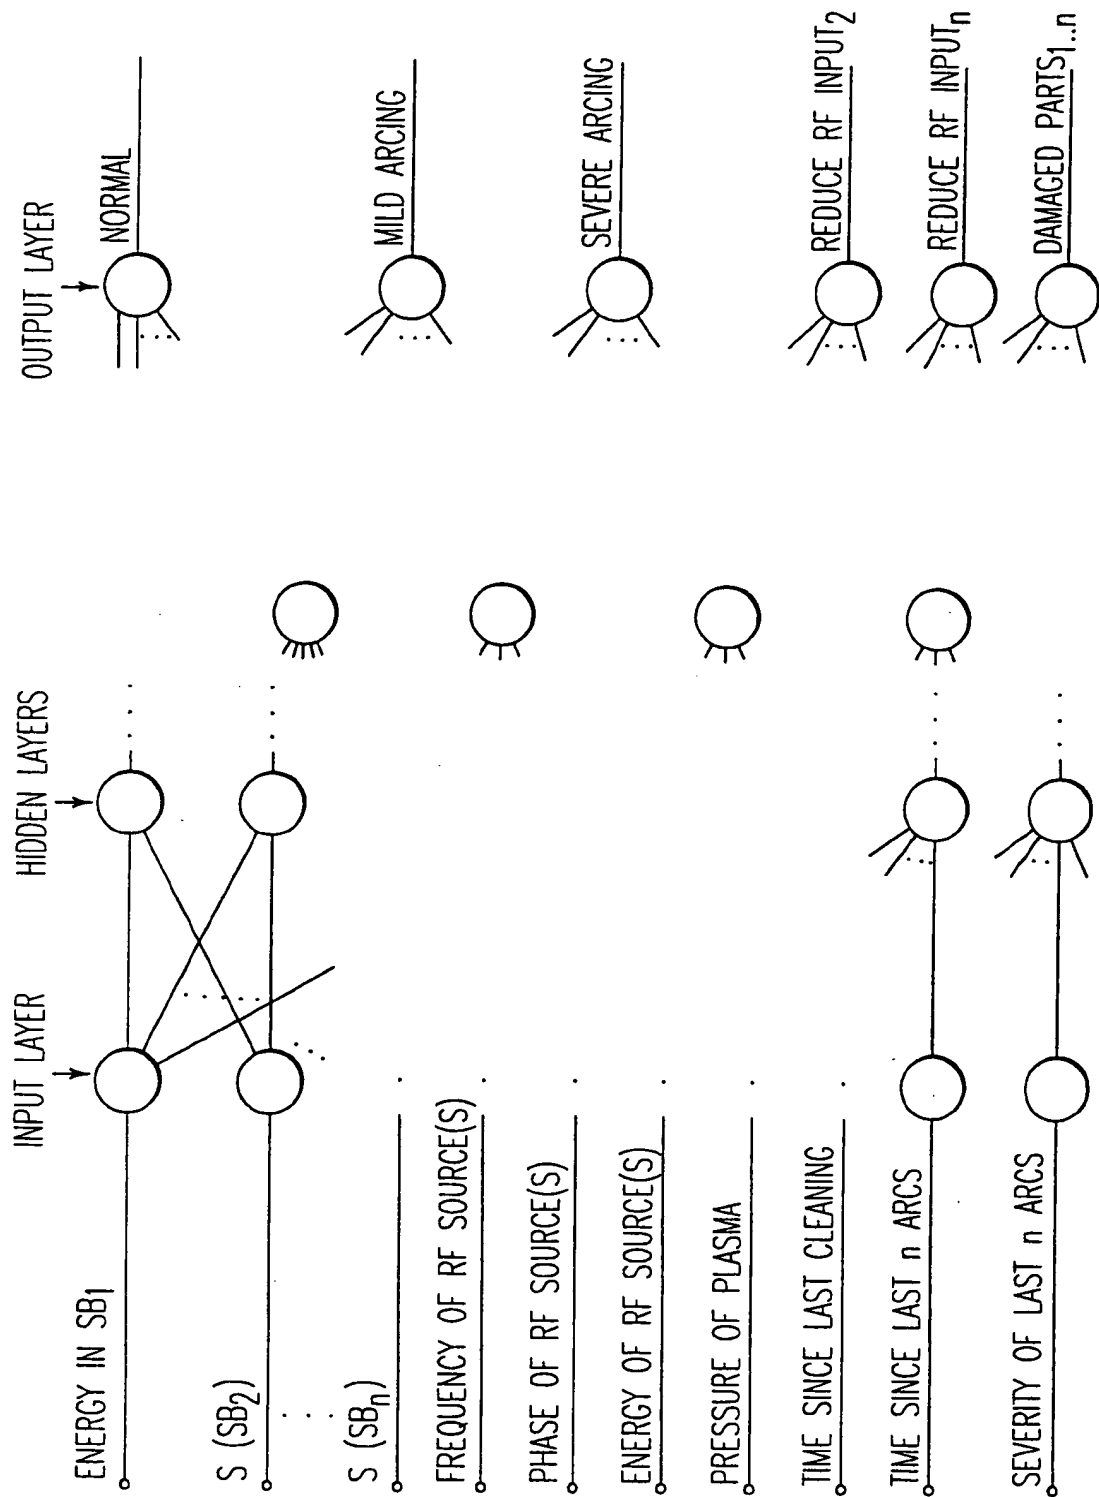 INPUT LAYER
HIDDEN LAYERS
OUTPUT LAYER
ENERGY IN SB1
S (SB2)
S (SBn)
FREQUENCY OF RF SOURCE(S)
PHASE OF RF SOURCE(S)
ENERGY OF RF SOURCE(S)
PRESSURE OF PLASMA
TIME SINCE LAST CLEANING
TIME SINCE LAST n ARCS
SEVERITY OF LAST n ARCS
NORMAL
MILD ARCING
SEVERE ARCING
REDUCE RF INPUT2
REDUCE RF INPUTn
DAMAGED PARTS1..n